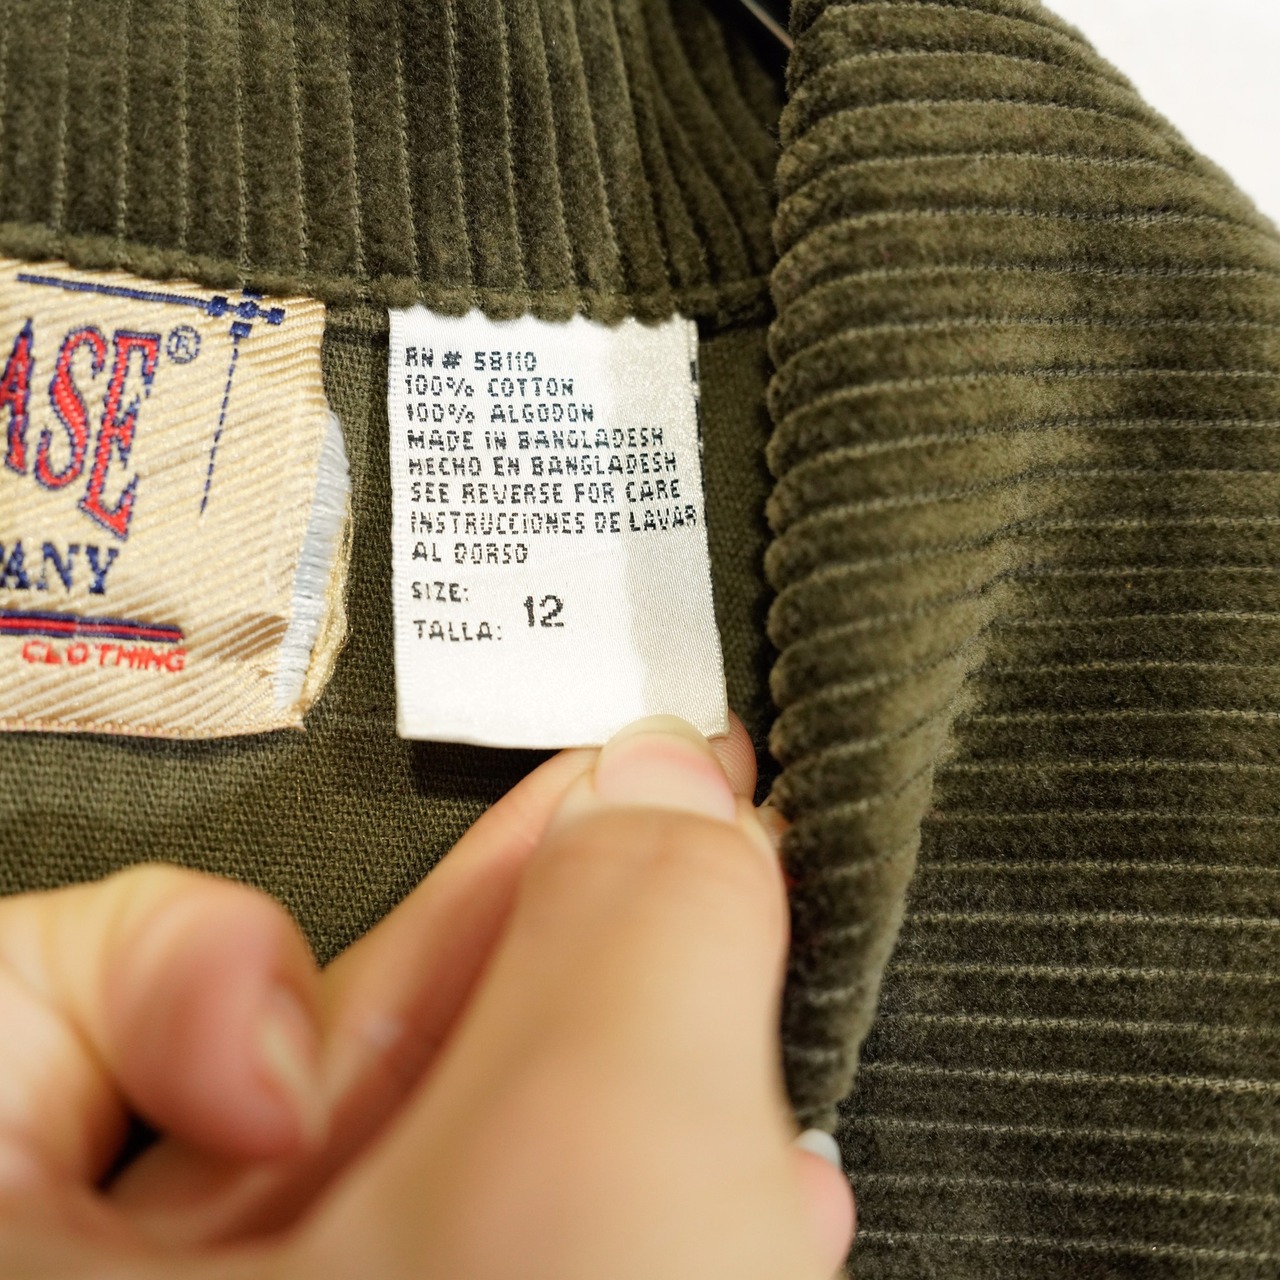 ASE®
ANY
CLOTHING
RN # 58110
100% COTTON
100% ALGODON
MADE IN BANGLADESH
HECHO EN BANGLADESH
SEE REVERSE FOR CARE
INSTRUCCIONES DE LAVAR
AL DORSO
SIZE:
TALLA: 12